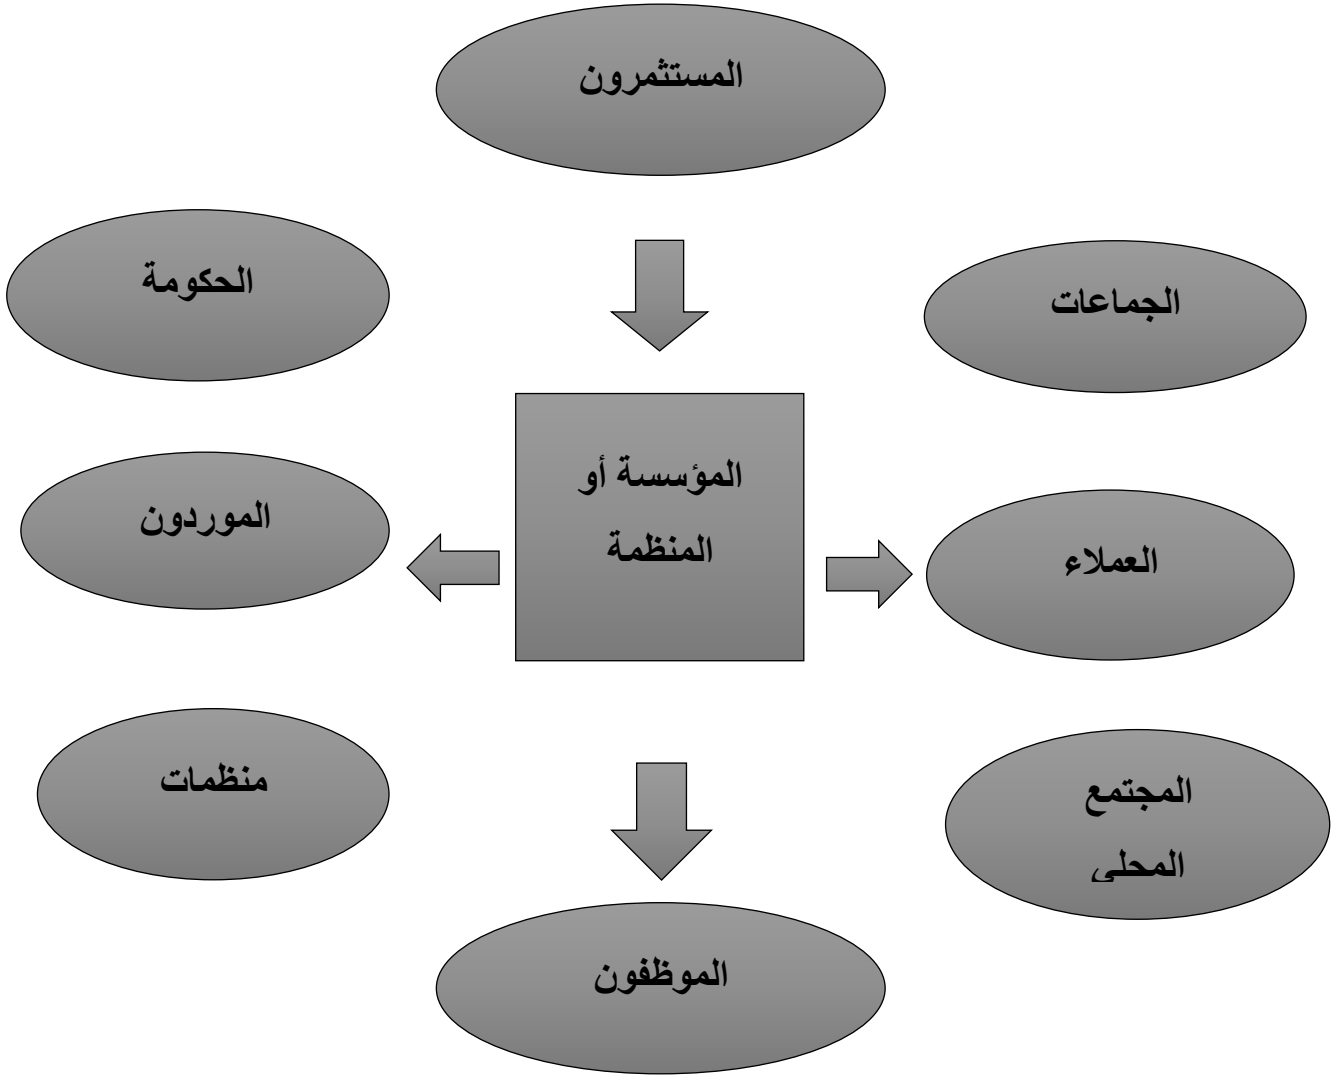 المستثمرون
الجماعات
الحكومة
المؤسسة أو
المنظمة
العملاء
الموردون
المجتمع
المحلي
منظمات
الموظفون